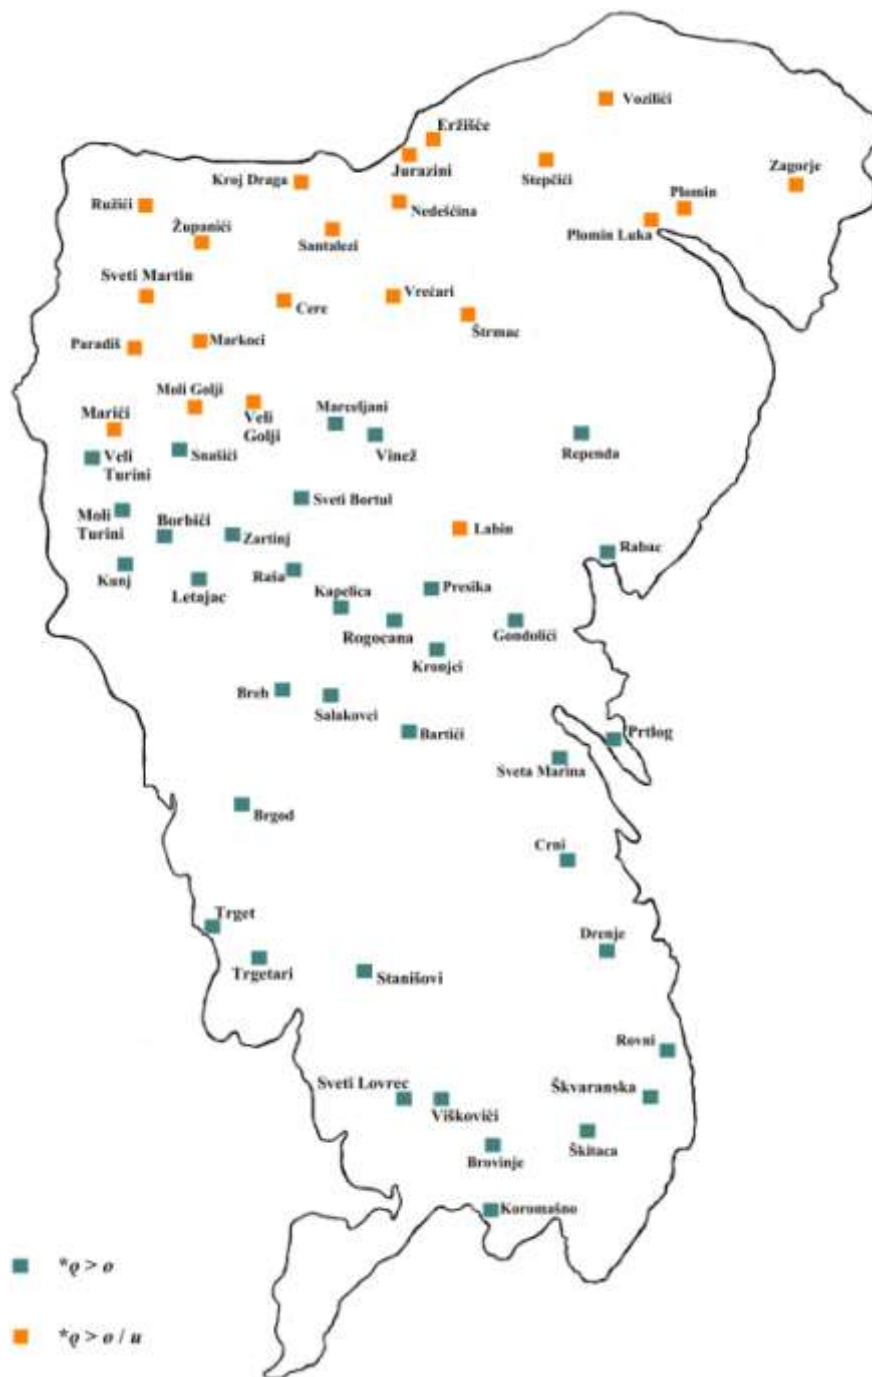 Vozilići
Eržišće
Jurazini
Stepčići
Zagorje
Kroj Draga
Plomin
Ružići
Nedešćina
Županići
Santalezi
Plomin Luka
Sveti Martin
Cere
Vrećari
Štrmac
Paradiš
Markoci
Moli Golji
Marceljani
Marići
Veli
Golji
Vinež
Rependa
Veli
Turini
Snašići
Sveti Bortul
Moli
Turini
Borbići
Zartinj
Labin
Rabac
Kunj
Letajac
Raša
Kapelica
Presika
Rogocana
Gondolići
Kranjci
Breh
Salakovci
Bartići
Prtlog
Sveta Marina
Brgod
Crni
Trget
Drenje
Trgetari
Stanišovi
Rovni
Sveti Lovrec
Viškovići
Škvaranska
Brovinje
Škitaca
Koromašno
*ǫ > o
*ǫ > o / u